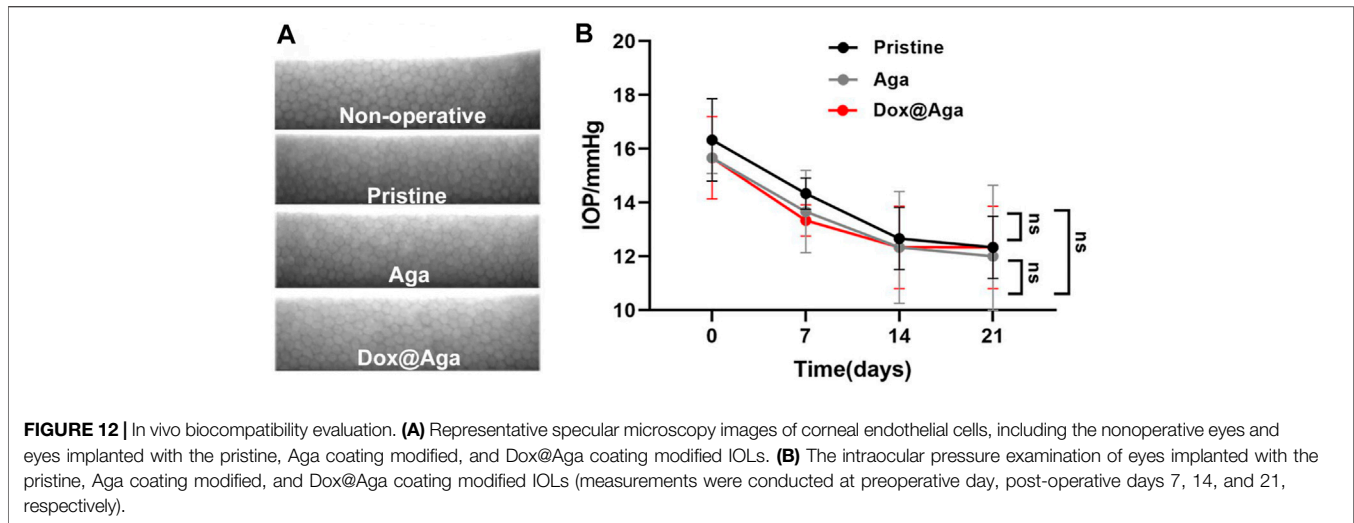 A
Non-operative
Pristine
Aga
Dox@Aga
B
20
18
16
14
12
10
IOP/mmHg
0
7
14
21
Time(days)
Pristine
Aga
Dox@Aga
ns
ns
ns
FIGURE 12 | In vivo biocompatibility evaluation. (A) Representative specular microscopy images of corneal endothelial cells, including the nonoperative eyes and
eyes implanted with the pristine, Aga coating modified, and Dox@Aga coating modified IOLs. (B) The intraocular pressure examination of eyes implanted with the
pristine, Aga coating modified, and Dox@Aga coating modified IOLs (measurements were conducted at preoperative day, post-operative days 7, 14, and 21,
respectively).